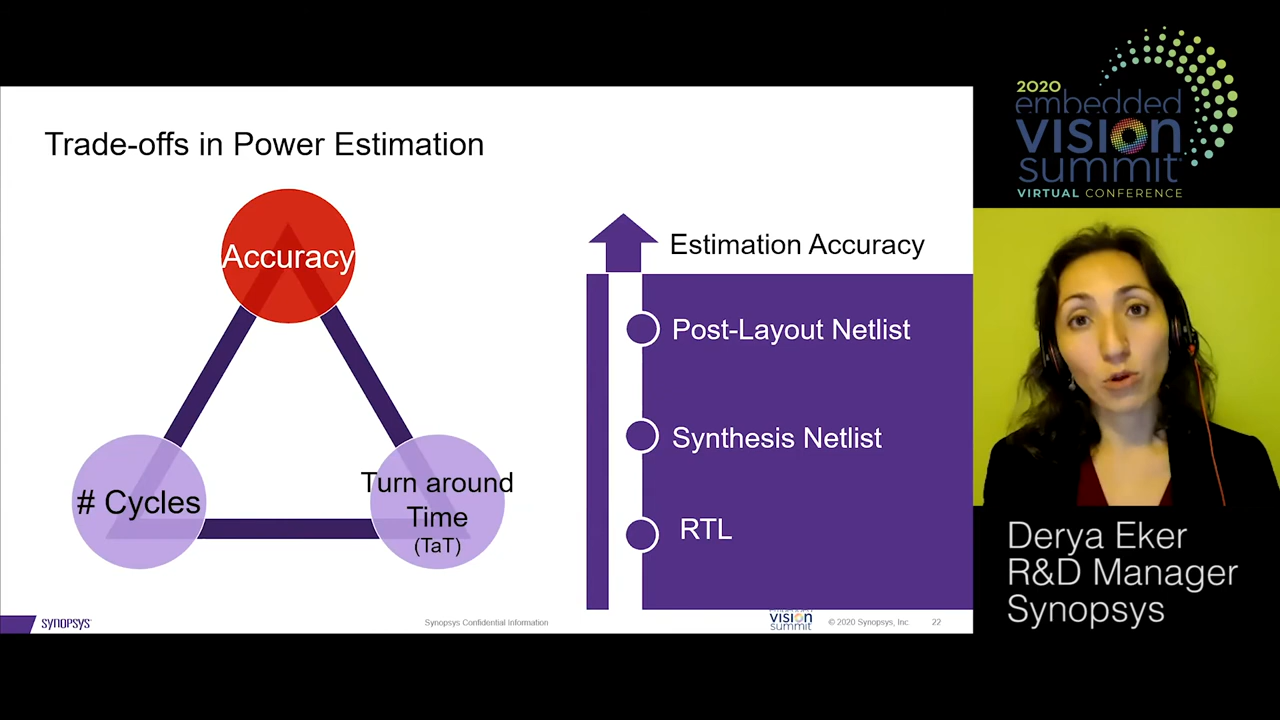 Trade-offs in Power Estimation
Accuracy
# Cycles
Turn around
Time
(TaT)
Estimation Accuracy
Post-Layout Netlist
Synthesis Netlist
RTL
SYNOPSYS
Synopsys Confidential Information
embedded
VISION
summit
© 2020 Synopsys, Inc
22
2020
embedded
VISION
summit
VIRTUAL CONFERENCE
Derya Eker
R&D Manager
Synopsys